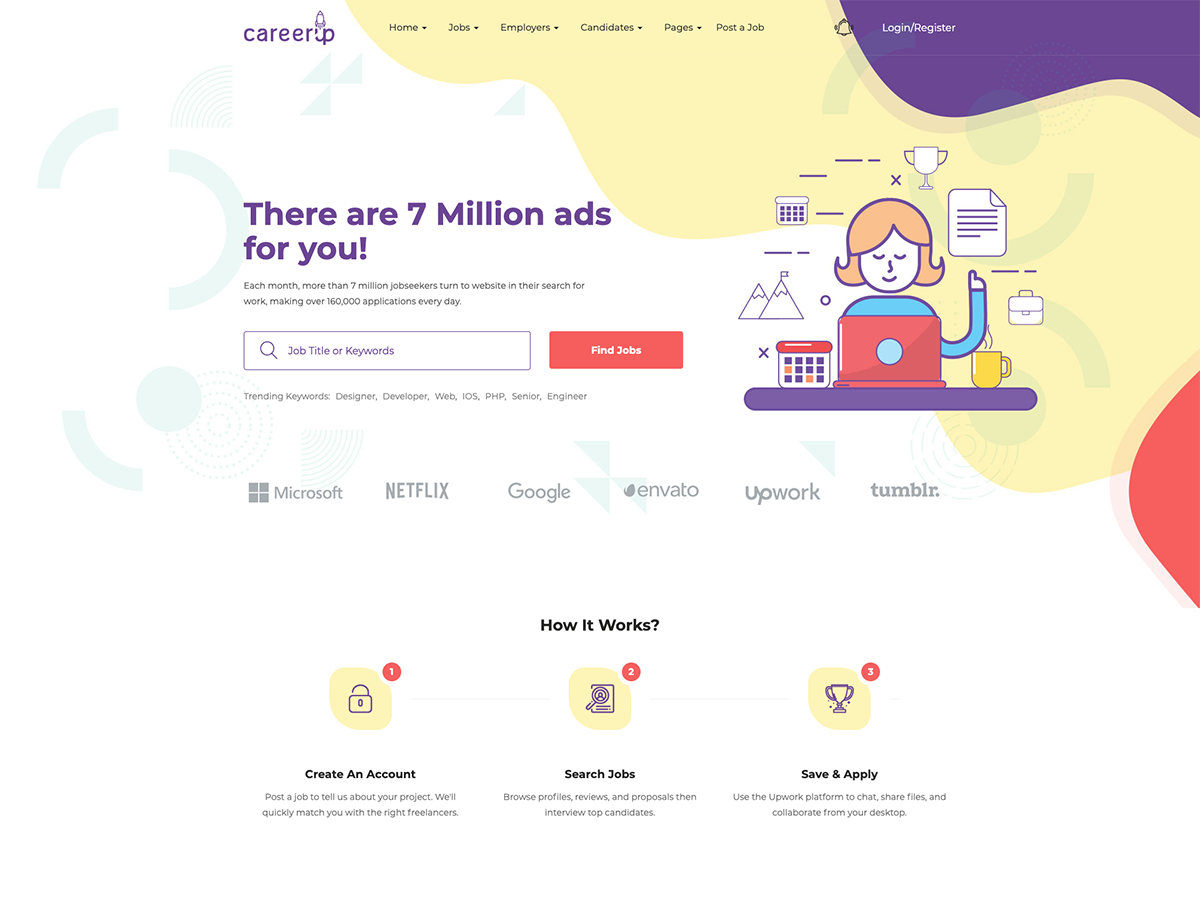 careerup
Home Jobs Employers Candidates Pages Post a Job Login/Register
There are 7 Million ads
for you!
Each month, more than 7 million jobseekers turn to website in their search for
work, making over 160,000 applications every day.
Job Title or Keywords
Find Jobs
Trending Keywords: Designer, Developer, Web, IOS, PHP, Senior, Engineer
Microsoft NETFLIX Google envato upwork tumblr.
How It Works?
1 2 3
Create An Account
Post a job to tell us about your project. We'll
quickly match you with the right freelancers.
Search Jobs
Browse profiles, reviews, and proposals then
interview top candidates.
Save & Apply
Use the Upwork platform to chat, share files, and
collaborate from your desktop.